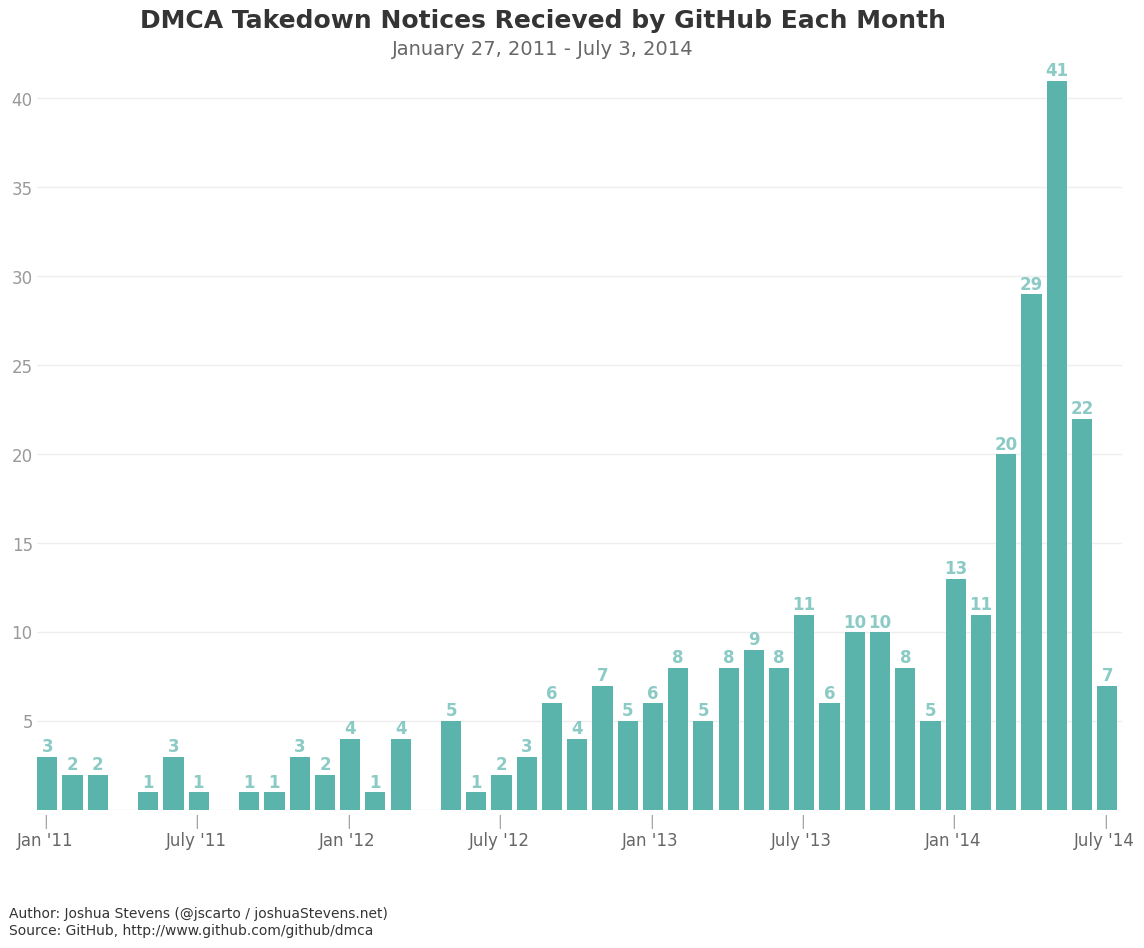 DMCA Takedown Notices Recieved by GitHub Each Month
January 27, 2011 - July 3, 2014
40
35
30
25
20
15
10
5
3 2 2 1 3 1 1 1 3 2 4 1 4 5 1 2 3 6 4 7 5 6 8 5 8 9 8 11 6 10 10 8 5 13 11 20 29 41 22 7
Jan '11 July '11 Jan '12 July '12 Jan '13 July '13 Jan '14 July '14
Author: Joshua Stevens (@jscarto / joshuaStevens.net)
Source: GitHub, http://www.github.com/github/dmca